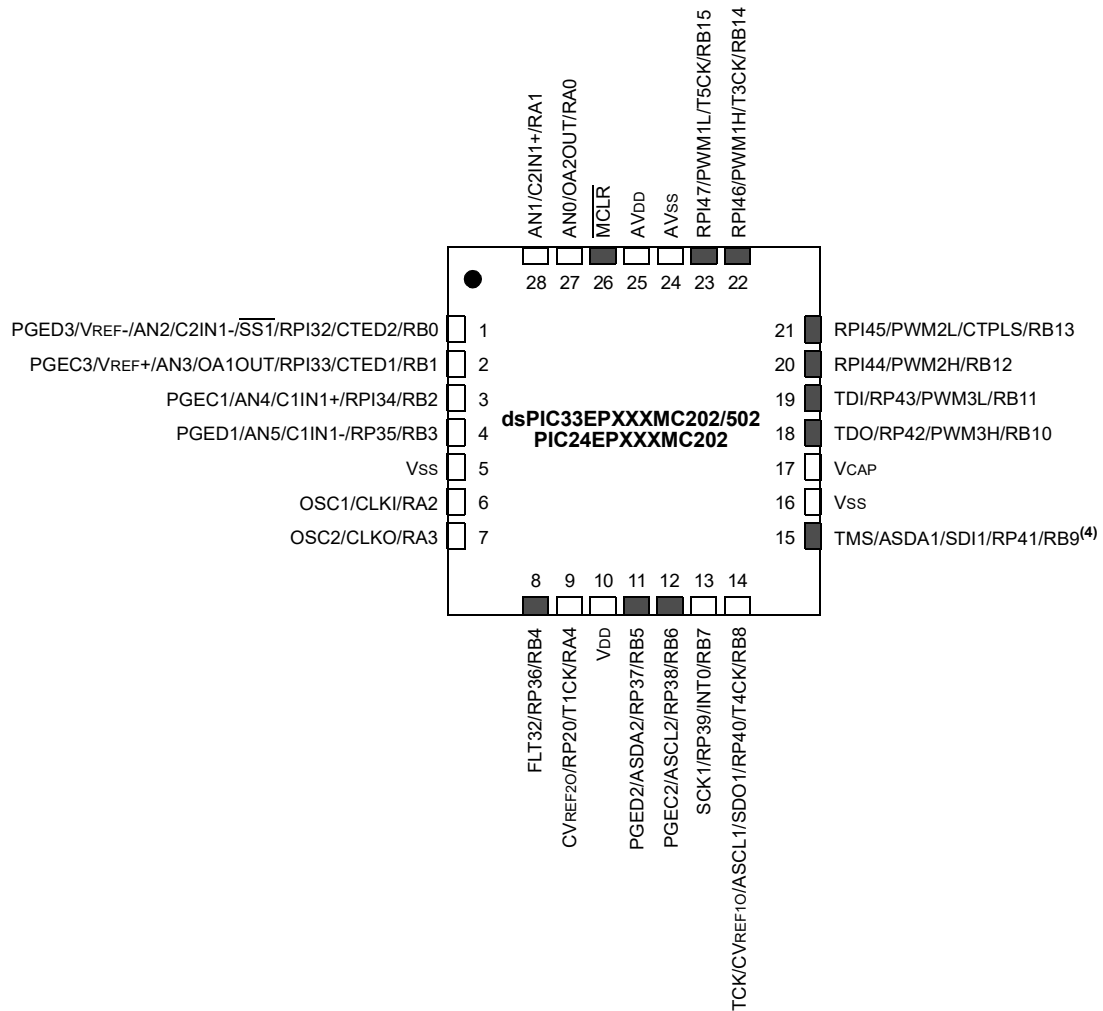 AN1/C2IN1+/RA1
AN0/OA2OUT/RA0
MCLR
AVDD
AVSS
RPI47/PWM1L/T5CK/RB15
RPI46/PWM1H/T3CK/RB14
28 27 26 25 24 23 22
PGED3/VREF-/AN2/C2IN1-/SS1/RPI32/CTED2/RB0 1
PGEC3/VREF+/AN3/OA1OUT/RPI33/CTED1/RB1 2
PGEC1/AN4/C1IN1+/RPI34/RB2 3
PGED1/AN5/C1IN1-/RP35/RB3 4
VSS 5
OSC1/CLKI/RA2 6
OSC2/CLKO/RA3 7
dsPIC33EPXXXMC202/502
PIC24EPXXXMC202
21 RPI45/PWM2L/CTPLS/RB13
20 RPI44/PWM2H/RB12
19 TDI/RP43/PWM3L/RB11
18 TDO/RP42/PWM3H/RB10
17 VCAP
16 VSS
15 TMS/ASDA1/SDI1/RP41/RB9(4)
8 9 10 11 12 13 14
FLT32/RP36/RB4
CVREF2O/RP20/T1CK/RA4
VDD
PGED2/ASDA2/RP37/RB5
PGEC2/ASCL2/RP38/RB6
SCK1/RP39/INT0/RB7
TCK/CVREF1O/ASCL1/SDO1/RP40/T4CK/RB8